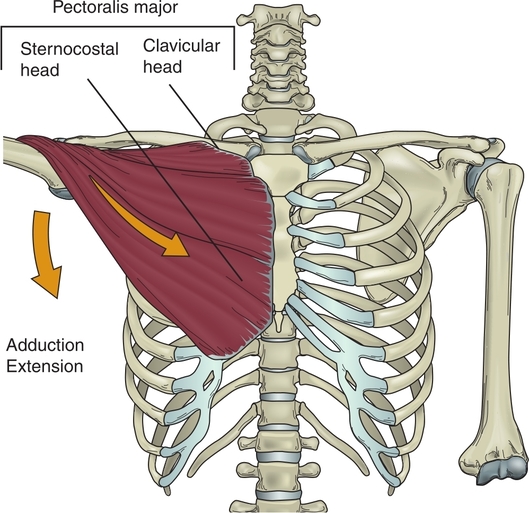 Pectoralis major
Sternocostal
head
Clavicular
head
Adduction
Extension